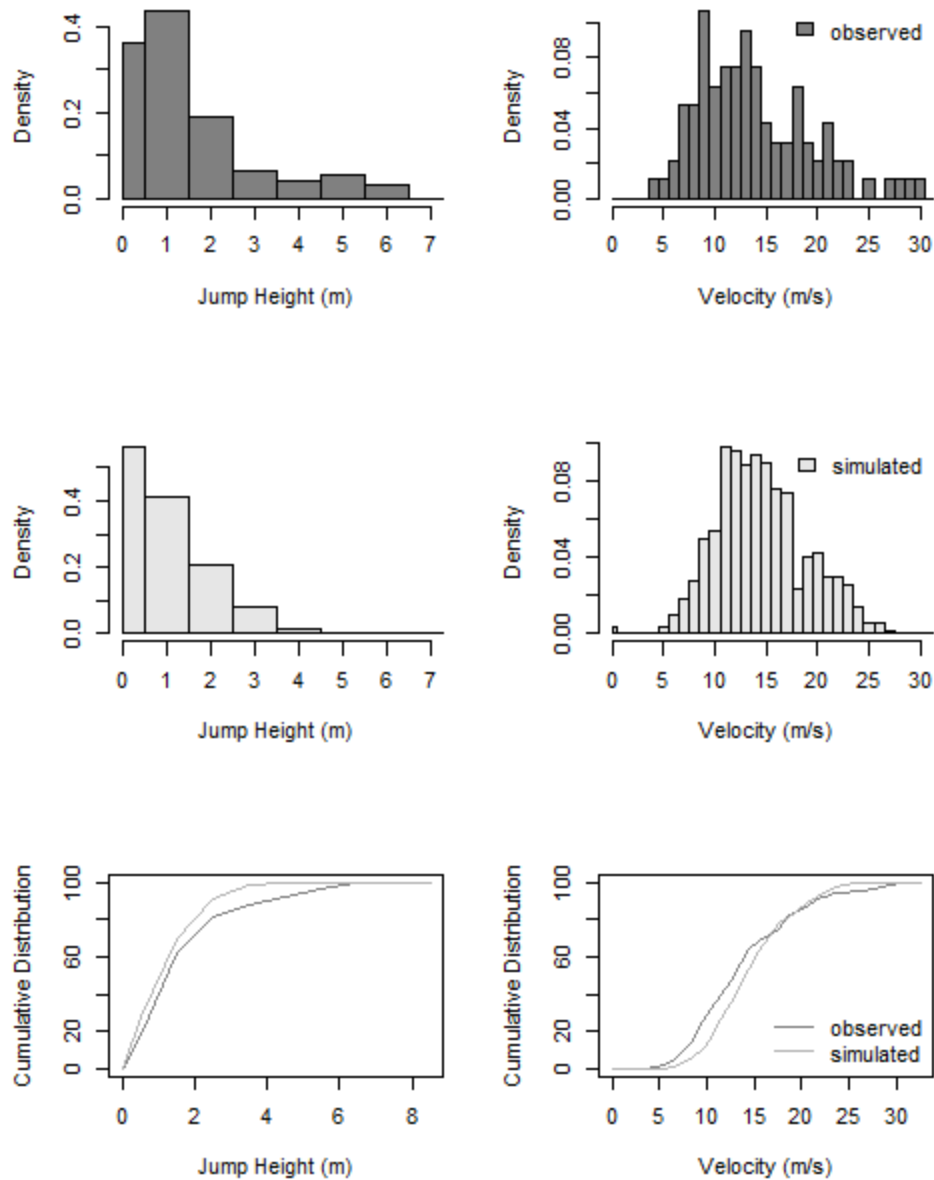 Density
0.0 0.2 0.4
0 1 2 3 4 5 6 7
Jump Height (m)
Density
0.00 0.04 0.08
observed
0 5 10 15 20 25 30
Velocity (m/s)
Density
0.0 0.2 0.4
0 1 2 3 4 5 6 7
Jump Height (m)
Density
0.00 0.04 0.08
simulated
0 5 10 15 20 25 30
Velocity (m/s)
Cumulative Distribution
0 20 60 100
0 2 4 6 8
Jump Height (m)
Cumulative Distribution
0 20 60 100
observed
simulated
0 5 10 15 20 25 30
Velocity (m/s)